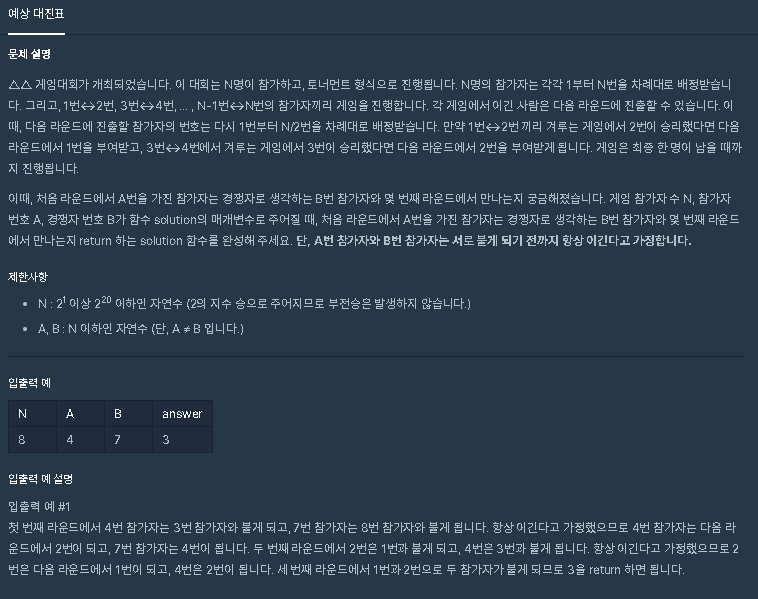 예상 대진표
문제 설명
△△ 게임대회가 개최되었습니다. 이 대회는 N명이 참가하고, 토너먼트 형식으로 진행됩니다. N명의 참가자는 각각 1부터 N번을 차례대로 배정받습니
다. 그리고, 1번↔2번, 3번↔4번, ... , N-1번↔N번의 참가자끼리 게임을 진행합니다. 각 게임에서 이긴 사람은 다음 라운드에 진출할 수 있습니다. 이
때, 다음 라운드에 진출할 참가자의 번호는 다시 1번부터 N/2번을 차례대로 배정받습니다. 만약 1번↔2번 끼리 겨루는 게임에서 2번이 승리했다면 다음
라운드에서 1번을 부여받고, 3번↔4번에서 겨루는 게임에서 3번이 승리했다면 다음 라운드에서 2번을 부여받게 됩니다. 게임은 최종 한 명이 남을 때까
지 진행됩니다.
이때, 처음 라운드에서 A번을 가진 참가자는 경쟁자로 생각하는 B번 참가자와 몇 번째 라운드에서 만나는지 궁금해졌습니다. 게임 참가자 수 N, 참가자
번호 A, 경쟁자 번호 B가 함수 solution의 매개변수로 주어질 때, 처음 라운드에서 A번을 가진 참가자는 경쟁자로 생각하는 B번 참가자와 몇 번째 라운드
에서 만나는지 return 하는 solution 함수를 완성해 주세요. 단, A번 참가자와 B번 참가자는 서로 붙게 되기 전까지 항상 이긴다고 가정합니다.
제한사항
• N : 2¹ 이상 2²⁰ 이하인 자연수 (2의 지수 승으로 주어지므로 부전승은 발생하지 않습니다.)
• A, B : N 이하인 자연수 (단, A ≠ B 입니다.)
입출력 예
N A B answer
8 4 7 3
입출력 예 설명
입출력 예 #1
첫 번째 라운드에서 4번 참가자는 3번 참가자와 붙게 되고, 7번 참가자는 8번 참가자와 붙게 됩니다. 항상 이긴다고 가정했으므로 4번 참가자는 다음 라
운드에서 2번이 되고, 7번 참가자는 4번이 됩니다. 두 번째 라운드에서 2번은 1번과 붙게 되고, 4번은 3번과 붙게 됩니다. 항상 이긴다고 가정했으므로 2
번은 다음 라운드에서 1번이 되고, 4번은 2번이 됩니다. 세 번째 라운드에서 1번과 2번으로 두 참가자가 붙게 되므로 3을 return 하면 됩니다.